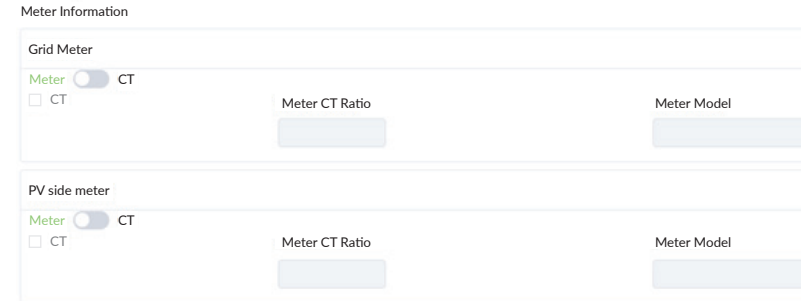 Meter Information
Grid Meter
Meter CT
CT
Meter CT Ratio Meter Model
PV side meter
Meter CT
CT
Meter CT Ratio Meter Model